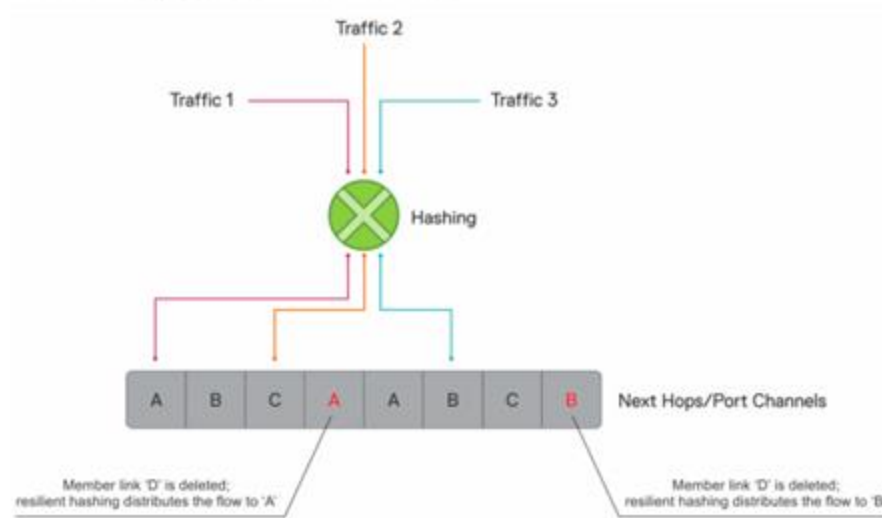 Traffic 2
Traffic 1
Traffic 3
Hashing
A B C A A B C B
Next Hops/Port Channels
Member link 'D' is deleted;
resilient hashing distributes the flow to 'A'
Member link 'D' is deleted;
resilient hashing distributes the flow to 'B